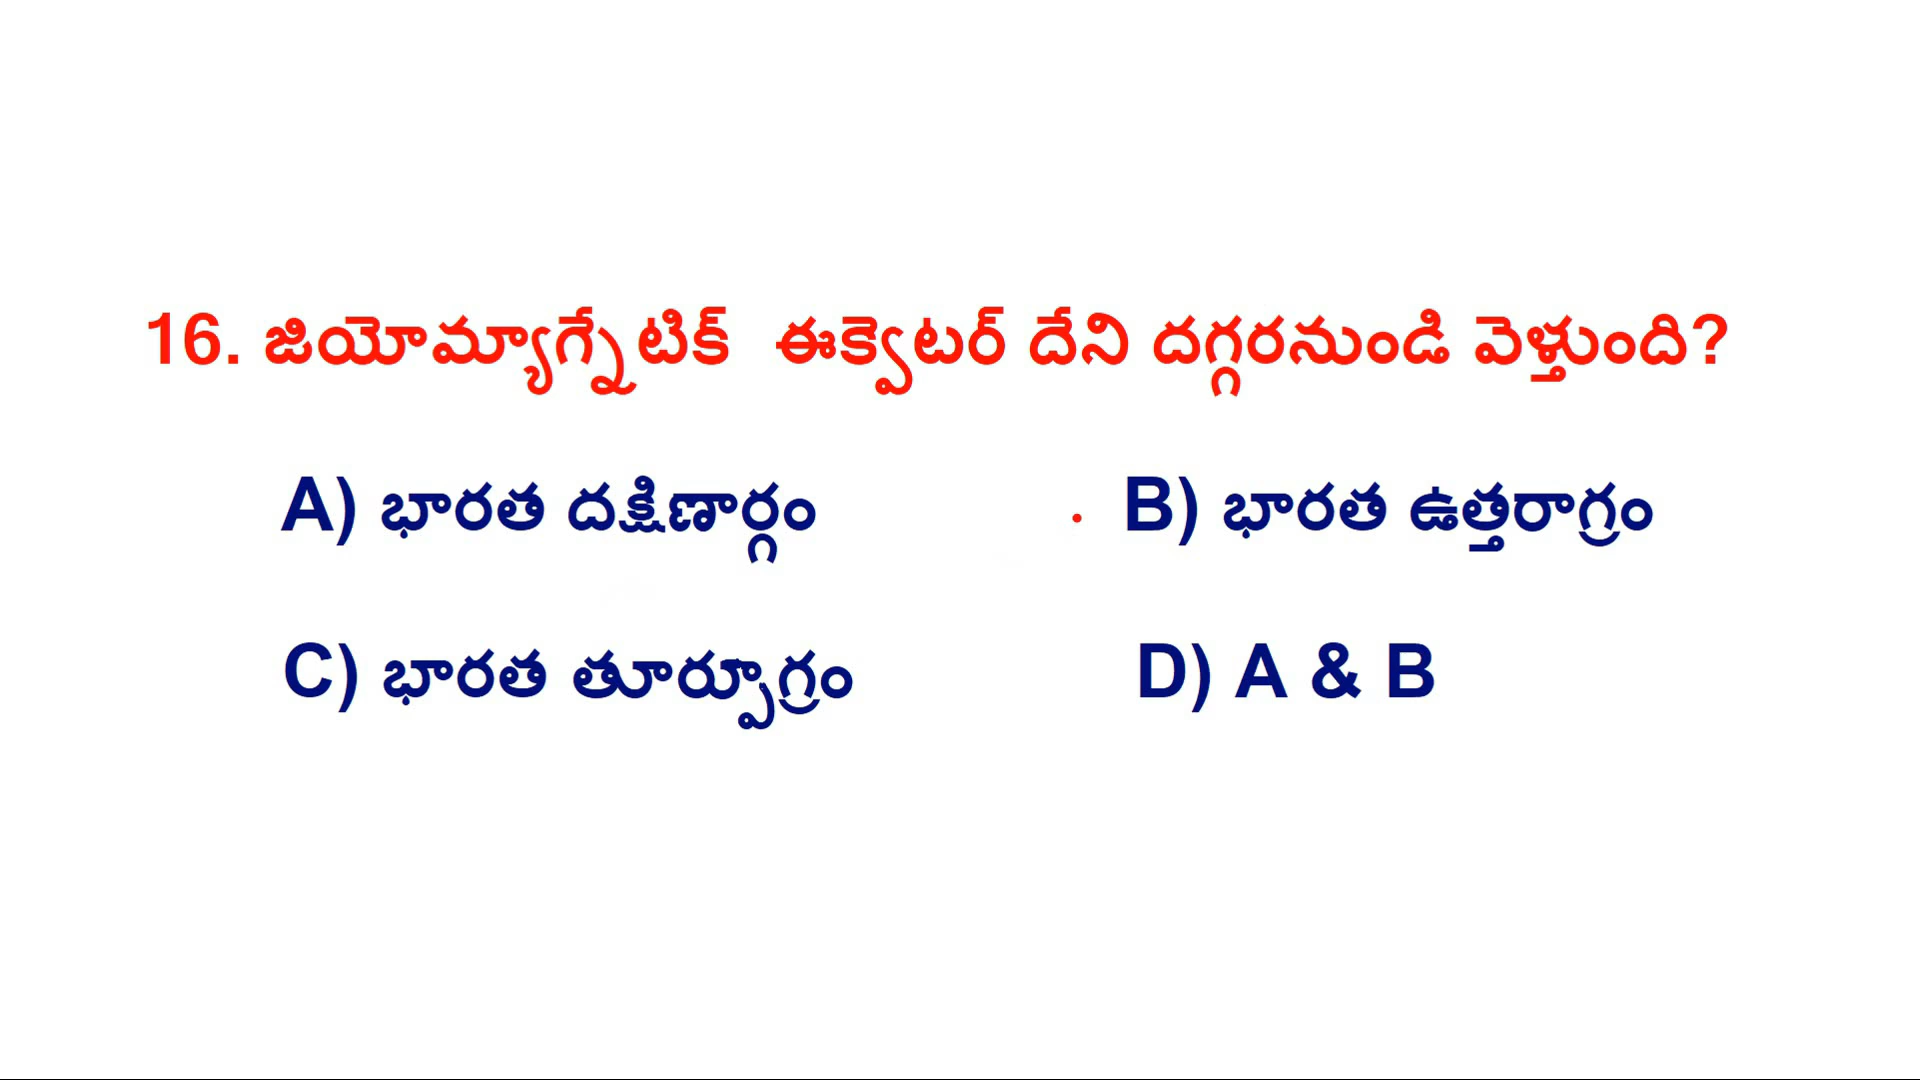 16. జియోమ్యాగ్నేటిక్ ఈక్వెటర్ దేని దగ్గరనుండి వెళ్తుంది?
A) భారత దక్షిణార్గం B) భారత ఉత్తరాగ్రం
C) భారత తూర్పూగ్రం D) A & B